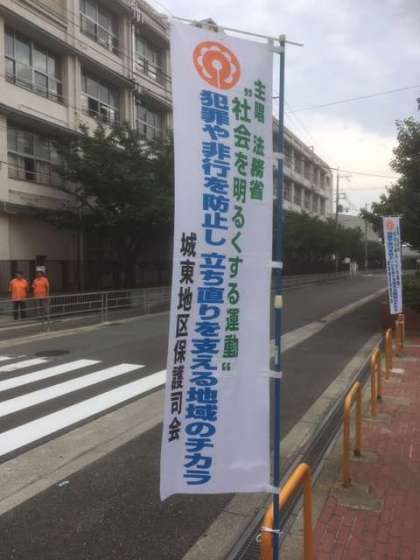 主唱 法務省
"社会を明るくする運動"
犯罪や非行を防止し 立ち直りを支える地域のチカラ
城東地区保護司会